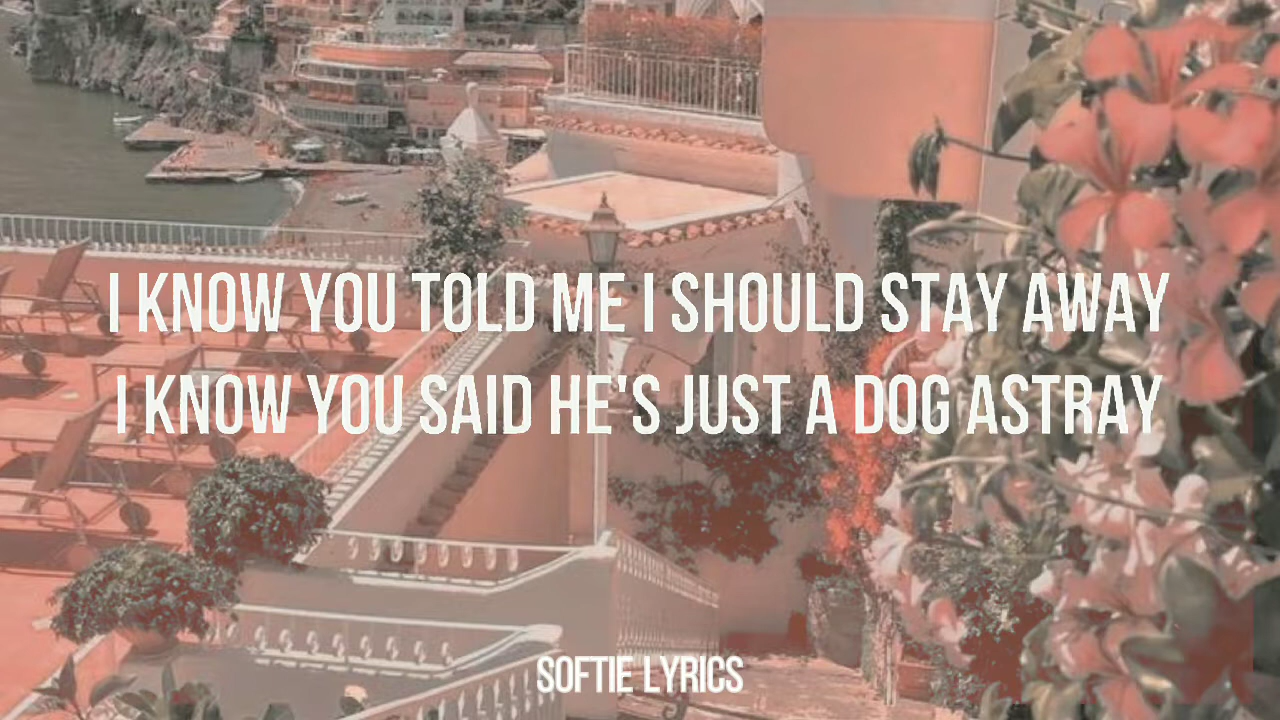 I KNOW YOU TOLD ME I SHOULD STAY AWAY
I KNOW YOU SAID HE'S JUST A DOG ASTRAY
SOFTIE LYRICS